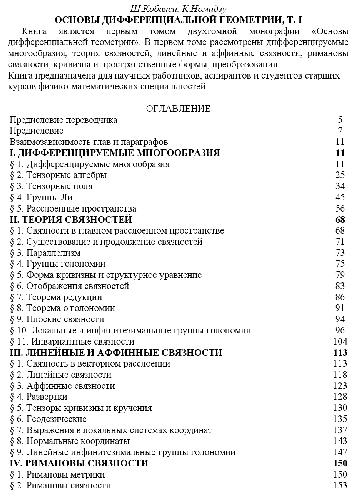 Ш.Кобаяси, К.Номидзу
ОСНОВЫ ДИФФЕРЕНЦИАЛЬНОЙ ГЕОМЕТРИИ, Т. I
Книга является первым томом двухтомной монографии «Основы
дифференциальной геометрии». В первом томе рассмотрены дифференцируемые
многообразия, теория связностей, линейные и аффинные связности, римановы
связности, кривизна и пространственные формы, преобразования.
Книга предназначена для научных работников, аспирантов и студентов старших
курсов физико-математических специальностей
ОГЛАВЛЕНИЕ
Предисловие переводчика 5
Предисловие 7
Взаимозависимость глав и параграфов 11
I. ДИФФЕРЕНЦИРУЕМЫЕ МНОГООБРАЗИЯ 11
§ 1. Дифференцируемые многообразия 11
§ 2. Тензорные алгебры 25
§ 3. Тензорные поля 34
§ 4. Группы Ли 45
§ 5. Расслоенные пространства 56
II. ТЕОРИЯ СВЯЗНОСТЕЙ 68
§ 1. Связности в главном расслоенном пространстве 68
§ 2. Существование и продолжение связностей 71
§ 3. Параллелизм 73
§ 4. Группы голономии 75
§ 5. Форма кривизны и структурное уравнение 79
§ 6. Отображения связностей 83
§ 7. Теорема редукции 86
§ 8. Теорема о голономии 91
§ 9. Плоские связности 94
§ 10. Локальные и инфинитезимальные группы голономии 96
§ 11. Инвариантные связности 104
III. ЛИНЕЙНЫЕ И АФФИННЫЕ СВЯЗНОСТИ 113
§ 1. Связность в векторном расслоении 113
§ 2. Линейные связности 118
§ 3. Аффинные связности 123
§ 4. Развертки 128
§ 5. Тензоры кривизны и кручения 130
§ 6. Геодезические 135
§ 7. Выражения в локальных системах координат 137
§ 8. Нормальные координаты 143
§ 9. Линейные инфинитезимальные группы голономии 147
IV. РИМАНОВЫ СВЯЗНОСТИ 150
§ 1. Римановы метрики 150
§ 2. Римановы связности 153